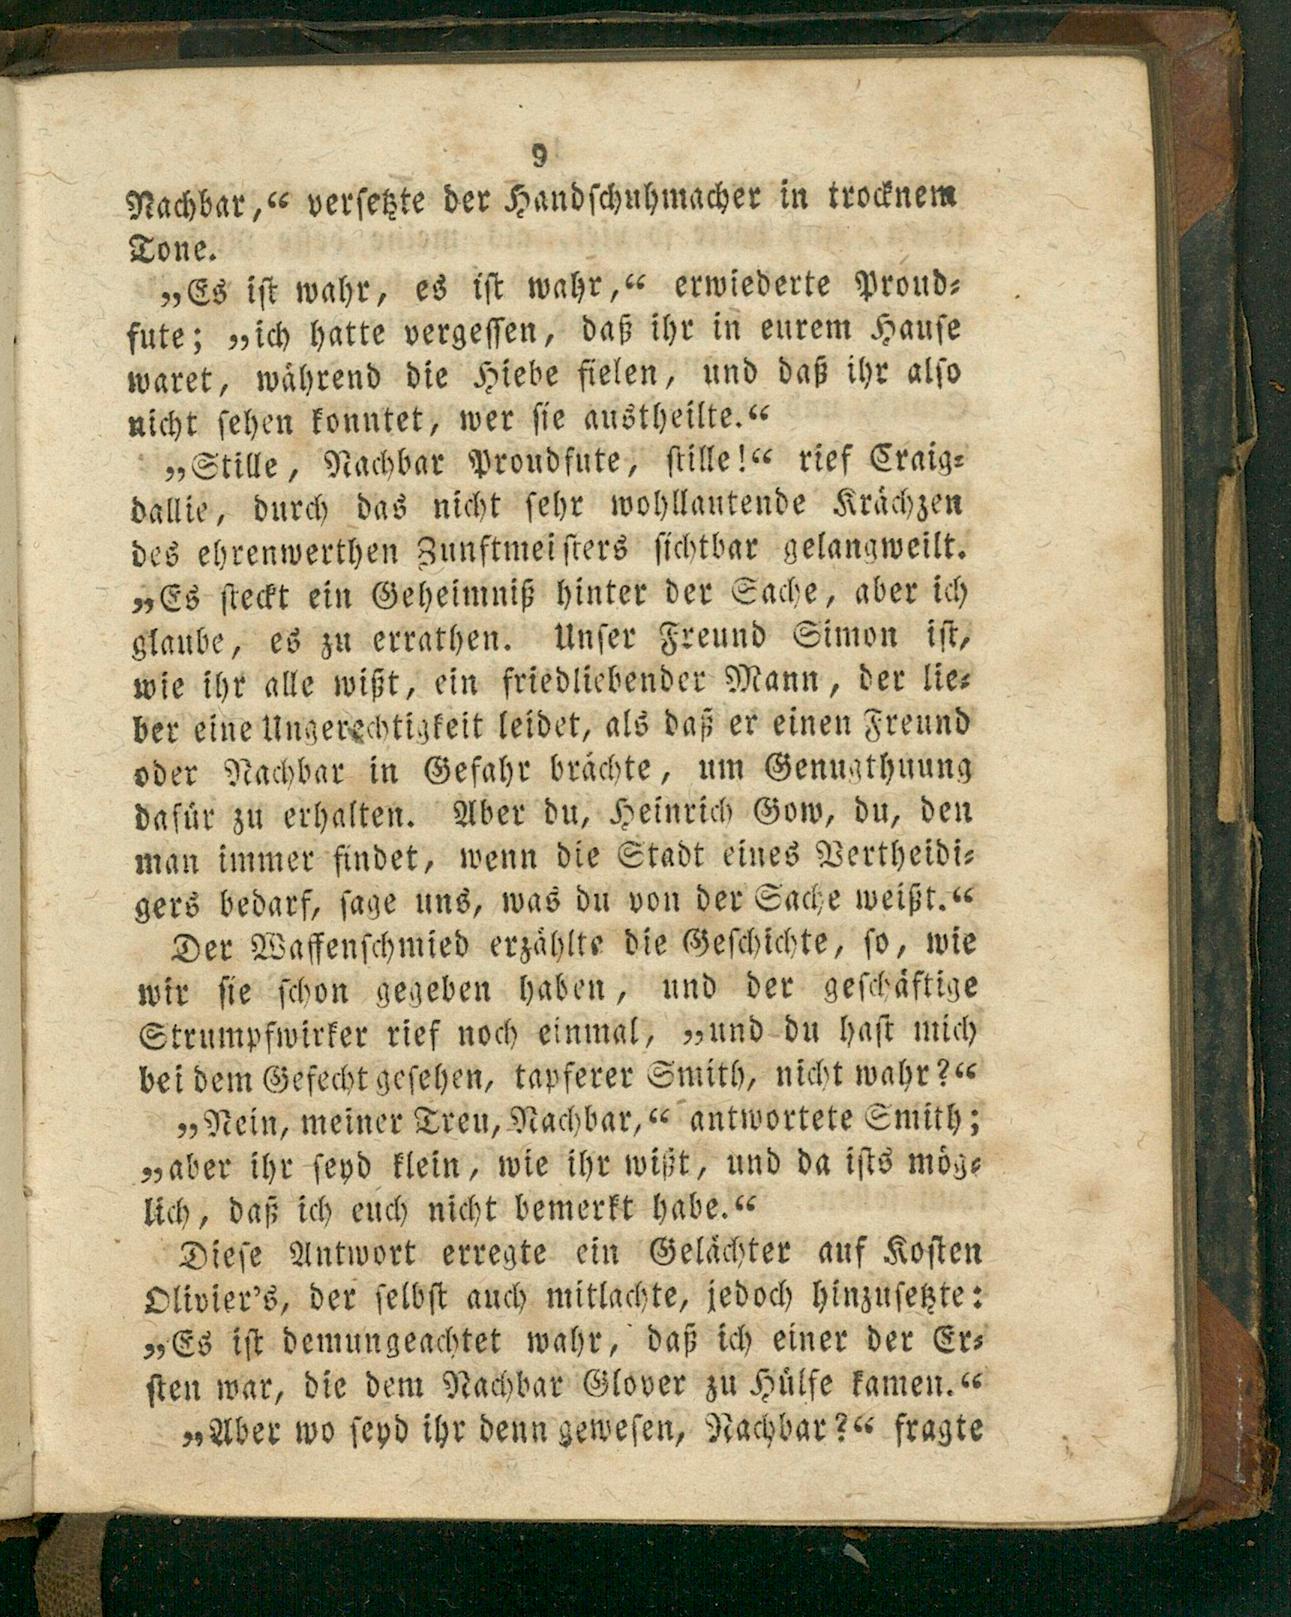 9
Nachbar,“ versetzte der Handschuhmacher in trocknem
Tone.
„Es ist wahr, es ist wahr,“ erwiederte Proud-
fute; „ich hatte vergessen, daß ihr in eurem Hause
waret, während die Hiebe fielen, und daß ihr also
nicht sehen konntet, wer sie austheilte.“
„Stille, Nachbar Proudfute, stille!“ rief Craig-
dallie, durch das nicht sehr wohllautende Krächzen
des ehrenwerthen Zunftmeisters sichtbar gelangweilt.
„Es steckt ein Geheimniß hinter der Sache, aber ich
glaube, es zu errathen. Unser Freund Simon ist,
wie ihr alle wißt, ein friedliebender Mann, der lie-
ber eine Ungerechtigkeit leidet, als daß er einen Freund
oder Nachbar in Gefahr brächte, um Genugthuung
dafür zu erhalten. Aber du, Heinrich Gow, du, den
man immer findet, wenn die Stadt eines Vertheidi-
gers bedarf, sage uns, was du von der Sache weißt.“
Der Waffenschmied erzählte die Geschichte, so, wie
wir sie schon gegeben haben, und der geschäftige
Strumpfwirker rief noch einmal, „und du hast mich
bei dem Gefecht gesehen, tapferer Smith, nicht wahr?“
„Nein, meiner Treu, Nachbar,“ antwortete Smith;
„aber ihr seyd klein, wie ihr wißt, und da ists mög-
lich, daß ich euch nicht bemerkt habe.“
Diese Antwort erregte ein Gelächter auf Kosten
Olivier's, der selbst auch mitlachte, jedoch hinzusetzte:
„Es ist demungeachtet wahr, daß ich einer der Er-
sten war, die dem Nachbar Glover zu Hülfe kamen.“
„Aber wo seyd ihr denn gewesen, Nachbar?“ fragte